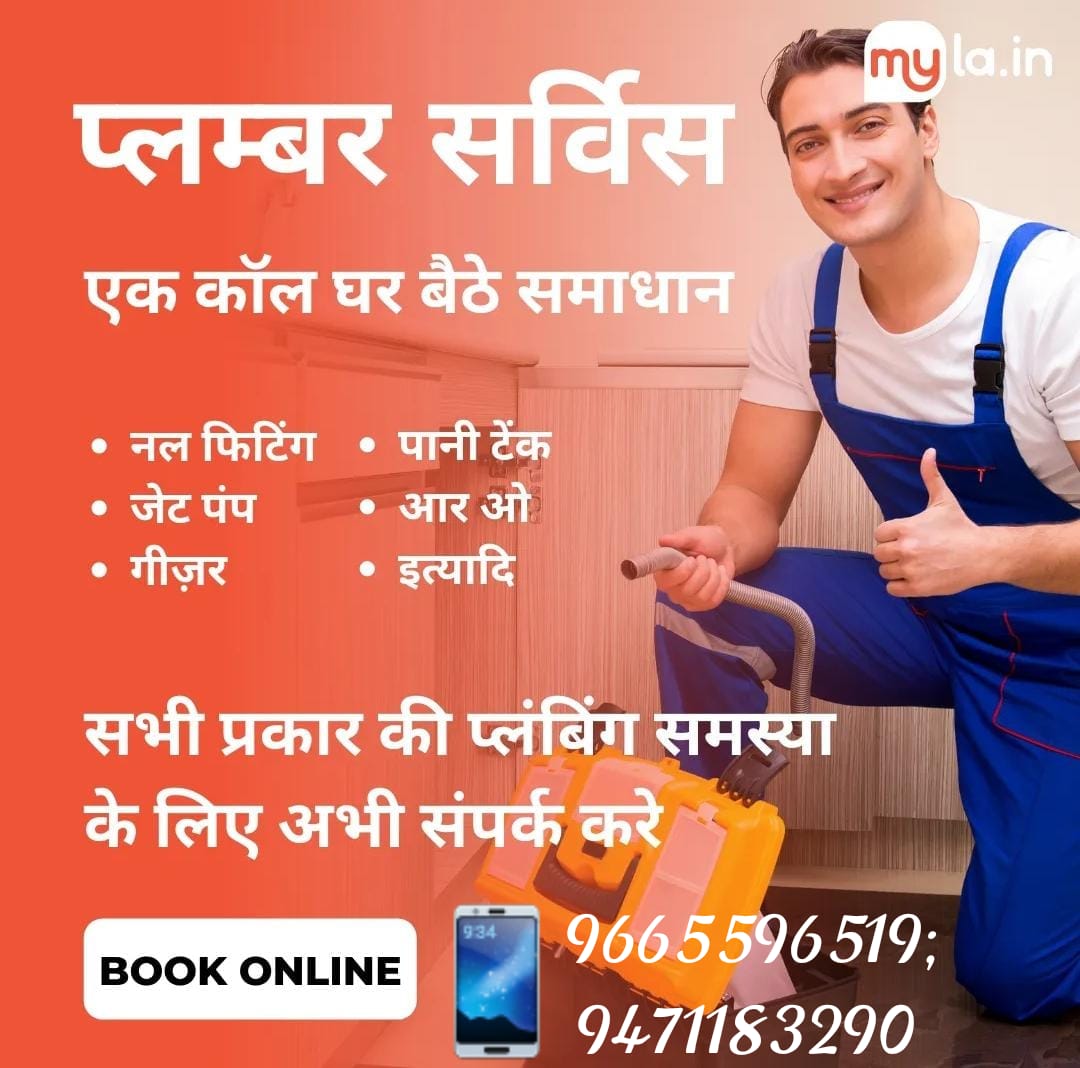 myla.in
प्लम्बर सर्विस
एक कॉल घर बैठे समाधान
• नल फिटिंग
• जेट पंप
• गीज़र
• पानी टेंक
• आर ओ
• इत्यादि
सभी प्रकार की प्लंबिंग समस्या
के लिए अभी संपर्क करे
BOOK ONLINE
9:34
9665596519;
9471183290